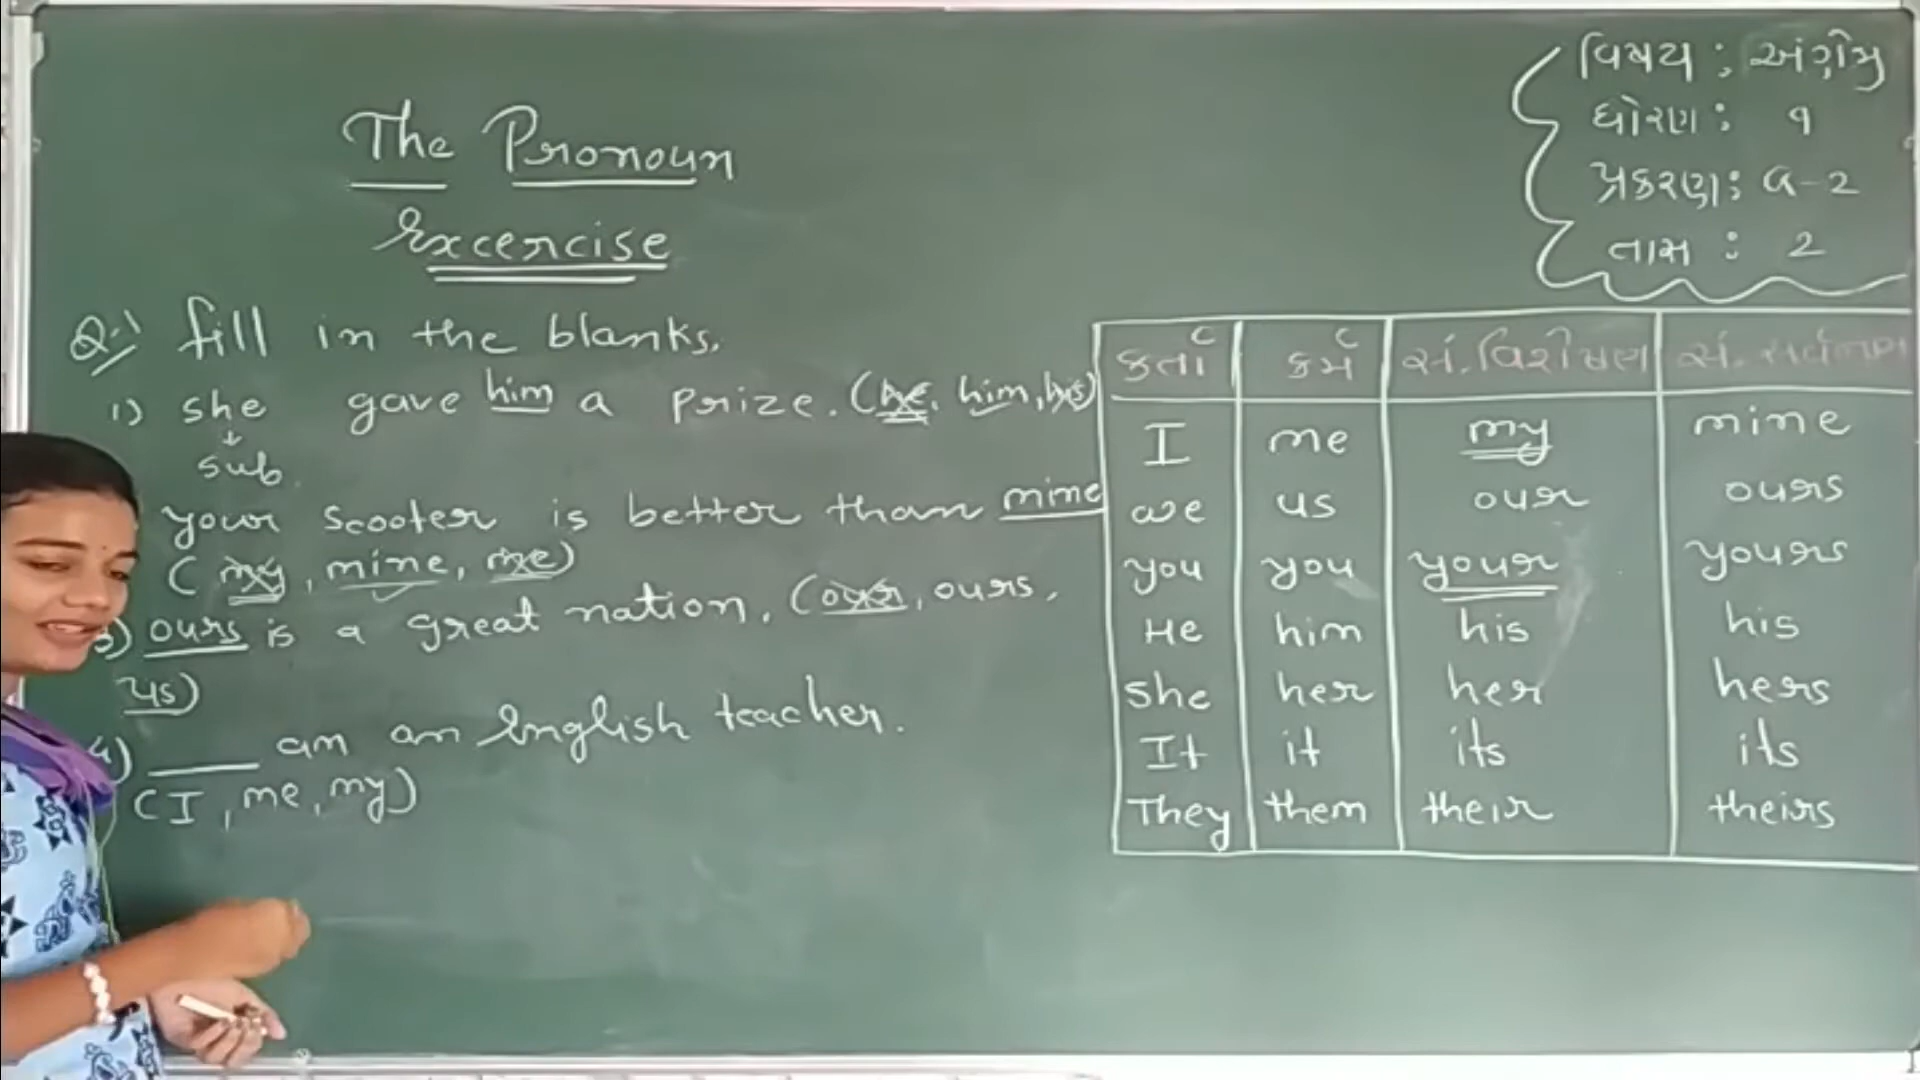 The Pronoun
Excercise
Q-1 fill in the blanks.
1) she gave him a prize. (he, him, his)
sub.
your scooter is better than mine
(my, mine, me)
3) ours is a great nation. (our, ours,
us)
4) ____ am an English teacher.
(I, me, my)
વિષય : અંગ્રેજી
ધોરણ : ૧
પ્રકરણ : a-2
તાસ : 2
કર્તા કર્મ સં. વિશેષણ સં. સર્વનામ
I me my mine
we us our ours
you you your yours
He him his his
she her her hers
It it its its
They them their theirs